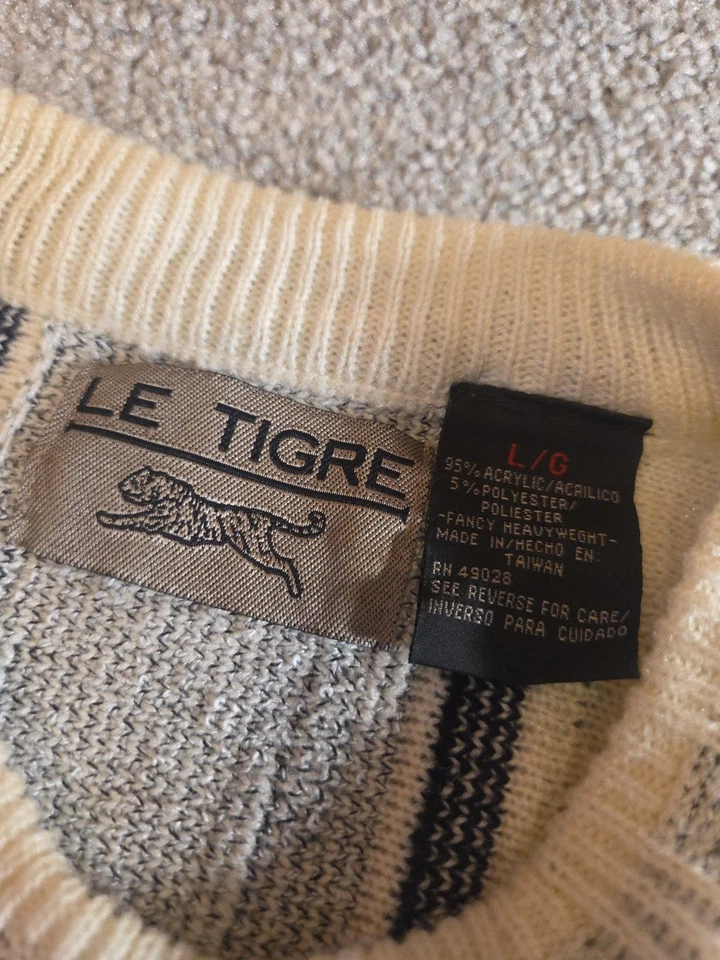 LE TIGRE
L/G
95% ACRYLIC/ACRILICO
5% POLYESTER/
POLIESTER
-FANCY HEAVYWEGHT-
MADE IN/HECHO EN:
TAIWAN
RN 49028
SEE REVERSE FOR CARE/
INVERSO PARA CUIDADO